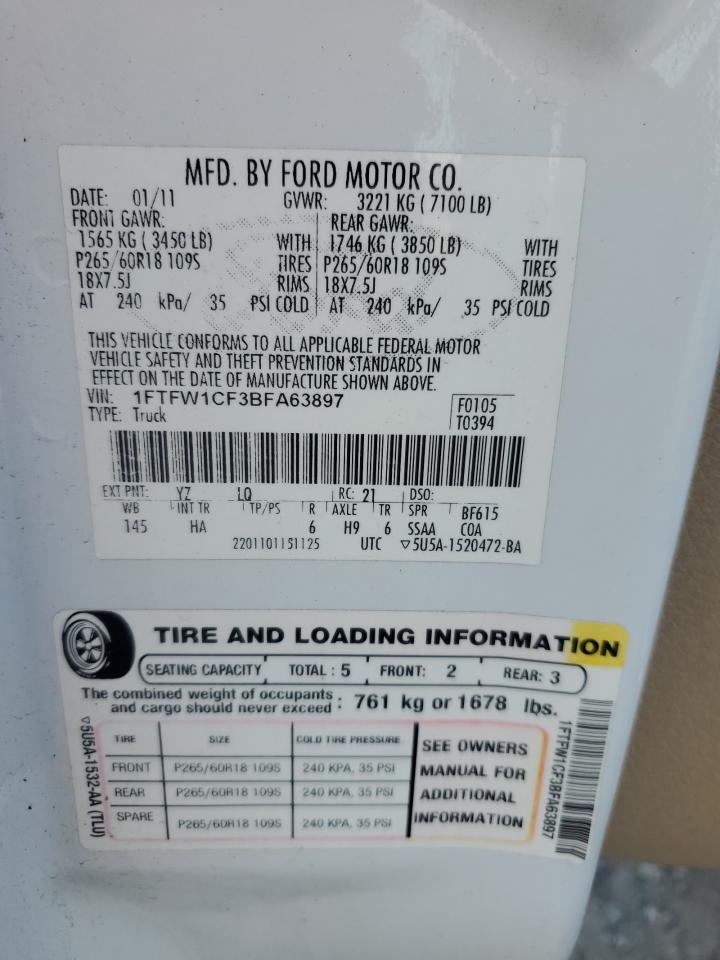 MFD. BY FORD MOTOR CO.
DATE: 01/11 GVWR: 3221 KG ( 7100 LB)
FRONT GAWR: REAR GAWR:
1565 KG ( 3450 LB) WITH 1746 KG ( 3850 LB) WITH
P265/60R18 109S TIRES P265/60R18 109S TIRES
18X7.5J RIMS 18X7.5J RIMS
AT 240 kPa/ 35 PSI COLD AT 240 kPa/ 35 PSI COLD
THIS VEHICLE CONFORMS TO ALL APPLICABLE FEDERAL MOTOR
VEHICLE SAFETY AND THEFT PREVENTION STANDARDS IN
EFFECT ON THE DATE OF MANUFACTURE SHOWN ABOVE.
VIN: 1FTFW1CF3BFA63897 F0105
TYPE: Truck T0394
EXT PNT: YZ LQ RC: 21 DSO:
WB INT TR TP/PS R AXLE TR SPR BF615
145 HA 6 H9 6 SSAA COA
2201101151125 UTC ▽5U5A-1520472-BA
TIRE AND LOADING INFORMATION
SEATING CAPACITY TOTAL : 5 FRONT: 2 REAR: 3
The combined weight of occupants
and cargo should never exceed : 761 kg or 1678 lbs.
TIRE SIZE COLD TIRE PRESSURE
FRONT P265/60R18 109S 240 KPA, 35 PSI
REAR P265/60R18 109S 240 KPA, 35 PSI
SPARE P265/60R18 109S 240 KPA, 35 PSI
SEE OWNERS
MANUAL FOR
ADDITIONAL
INFORMATION
▽5U5A-1532-AA (TLU)
1FTFW1CF3BFA63897